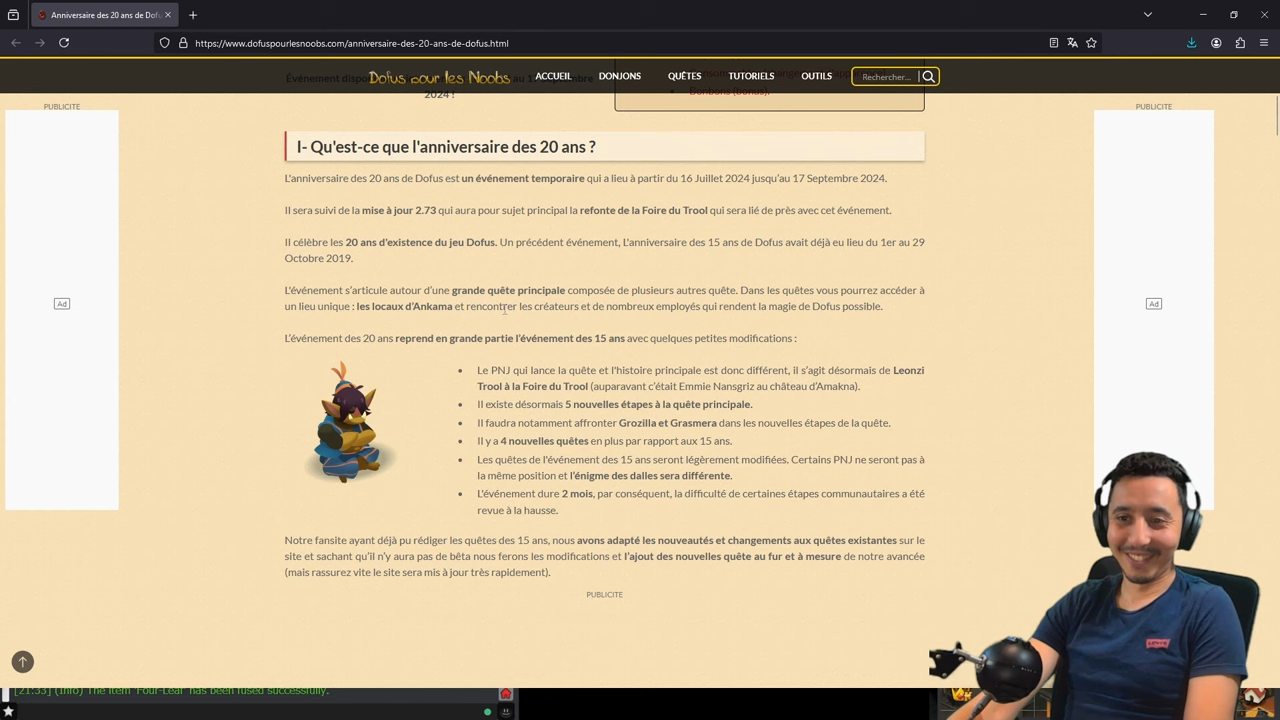 Anniversaire des 20 ans de Dofus
https://www.dofuspourlesnoobs.com/anniversaire-des-20-ans-de-dofus.html
Dofus pour les Noobs
ACCUEIL DONJONS QUÊTES TUTORIELS OUTILS Rechercher...
2024 !
Bonbons (bonus).
PUBLICITE
PUBLICITE
I- Qu'est-ce que l'anniversaire des 20 ans ?
L'anniversaire des 20 ans de Dofus est un événement temporaire qui a lieu à partir du 16 Juillet 2024 jusqu'au 17 Septembre 2024.
Il sera suivi de la mise à jour 2.73 qui aura pour sujet principal la refonte de la Foire du Trool qui sera lié de près avec cet événement.
Il célèbre les 20 ans d'existence du jeu Dofus. Un précédent événement, L'anniversaire des 15 ans de Dofus avait déjà eu lieu du 1er au 29
Octobre 2019.
L'événement s'articule autour d'une grande quête principale composée de plusieurs autres quête. Dans les quêtes vous pourrez accéder à
un lieu unique : les locaux d'Ankama et rencontrer les créateurs et de nombreux employés qui rendent la magie de Dofus possible.
L'événement des 20 ans reprend en grande partie l'événement des 15 ans avec quelques petites modifications :
Le PNJ qui lance la quête et l'histoire principale est donc différent, il s'agit désormais de Leonzi
Trool à la Foire du Trool (auparavant c'était Emmie Nansgriz au château d'Amakna).
Il existe désormais 5 nouvelles étapes à la quête principale.
Il faudra notamment affronter Grozilla et Grasmera dans les nouvelles étapes de la quête.
Il y a 4 nouvelles quêtes en plus par rapport aux 15 ans.
Les quêtes de l'événement des 15 ans seront légèrement modifiées. Certains PNJ ne seront pas à
la même position et l'énigme des dalles sera différente.
L'événement dure 2 mois, par conséquent, la difficulté de certaines étapes communautaires a été
revue à la hausse.
Ad
Ad
Notre fansite ayant déjà pu rédiger les quêtes des 15 ans, nous avons adapté les nouveautés et changements aux quêtes existantes sur le
site et sachant qu'il n'y aura pas de bêta nous ferons les modifications et l'ajout des nouvelles quête au fur et à mesure de notre avancée
(mais rassurez vite le site sera mis à jour très rapidement).
PUBLICITE
[21:33] (Info) The item 'Four-Leaf' has been fused successfully.